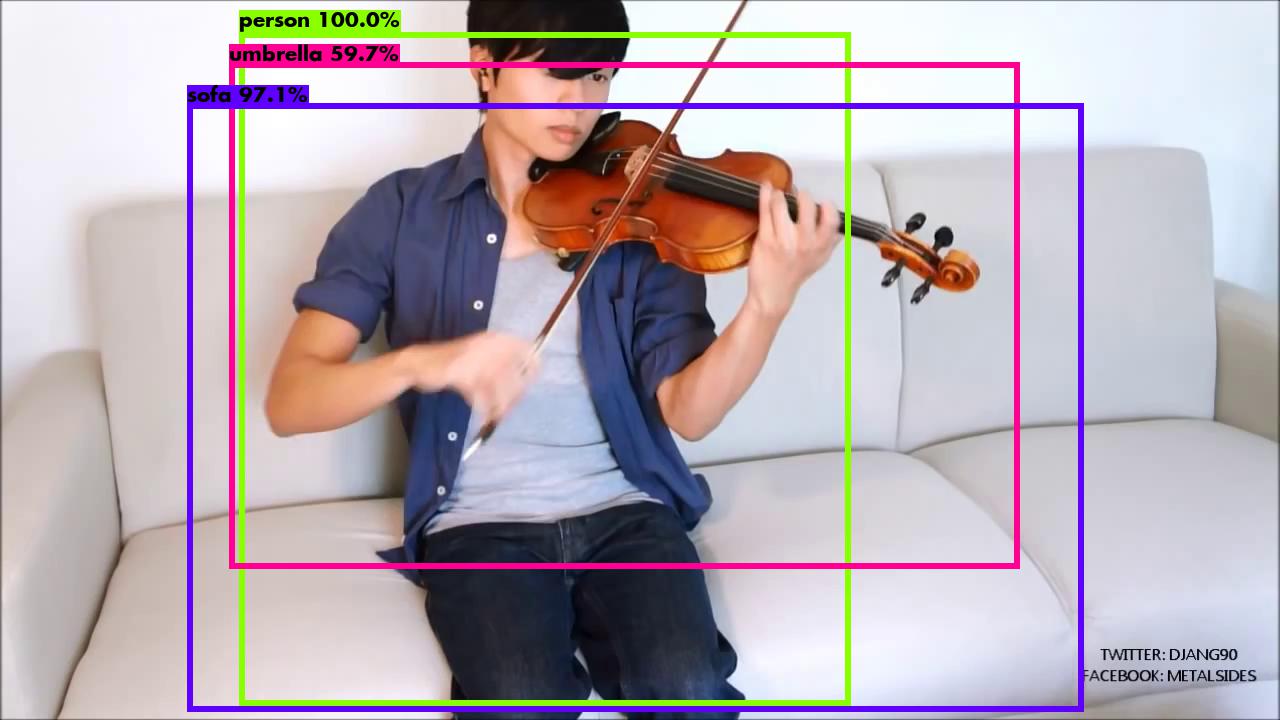 person 100.0%
umbrella 59.7%
sofa 97.1%
TWITTER: DJANG90
FACEBOOK: METALSIDES